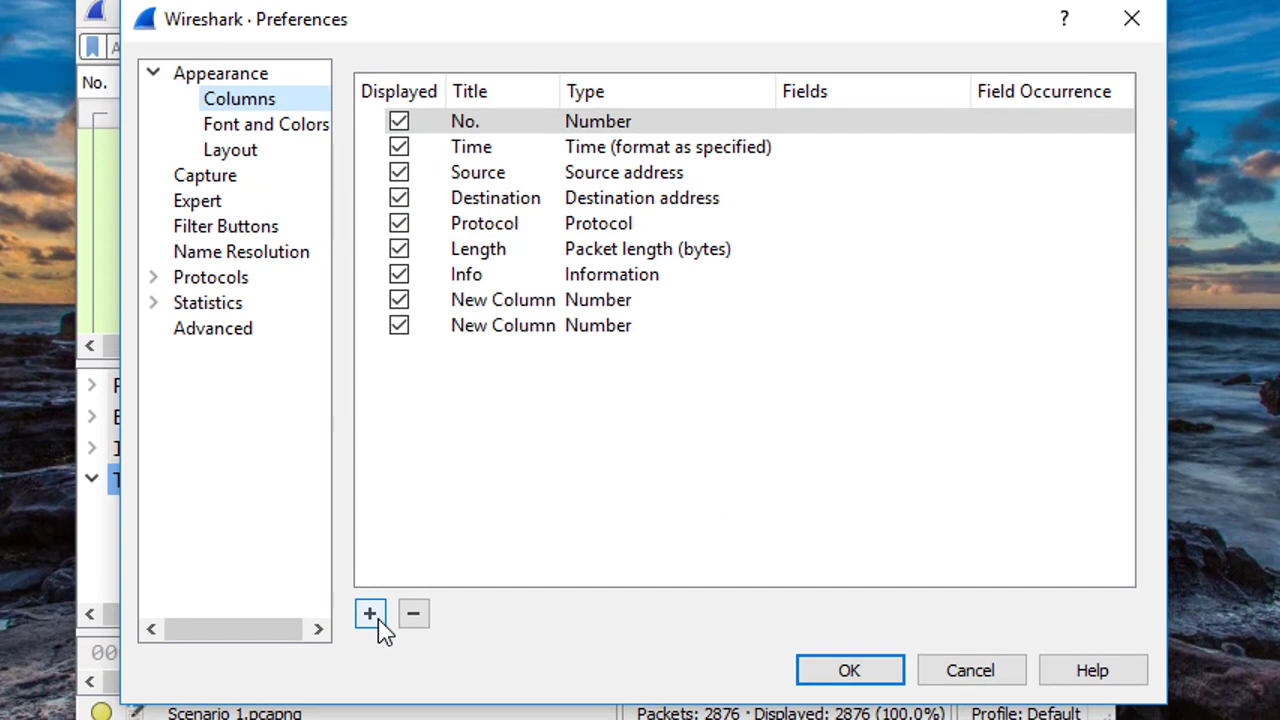 Wireshark · Preferences
?
A
No.
Appearance
Columns
Font and Colors
Layout
Capture
Expert
Filter Buttons
Name Resolution
Protocols
Statistics
Advanced
Displayed Title Type Fields Field Occurrence
No. Number
Time Time (format as specified)
Source Source address
Destination Destination address
Protocol Protocol
Length Packet length (bytes)
Info Information
New Column Number
New Column Number
+ −
OK Cancel Help
00
Scenario 1.pcapng Packets: 2876 · Displayed: 2876 (100.0%) Profile: Default